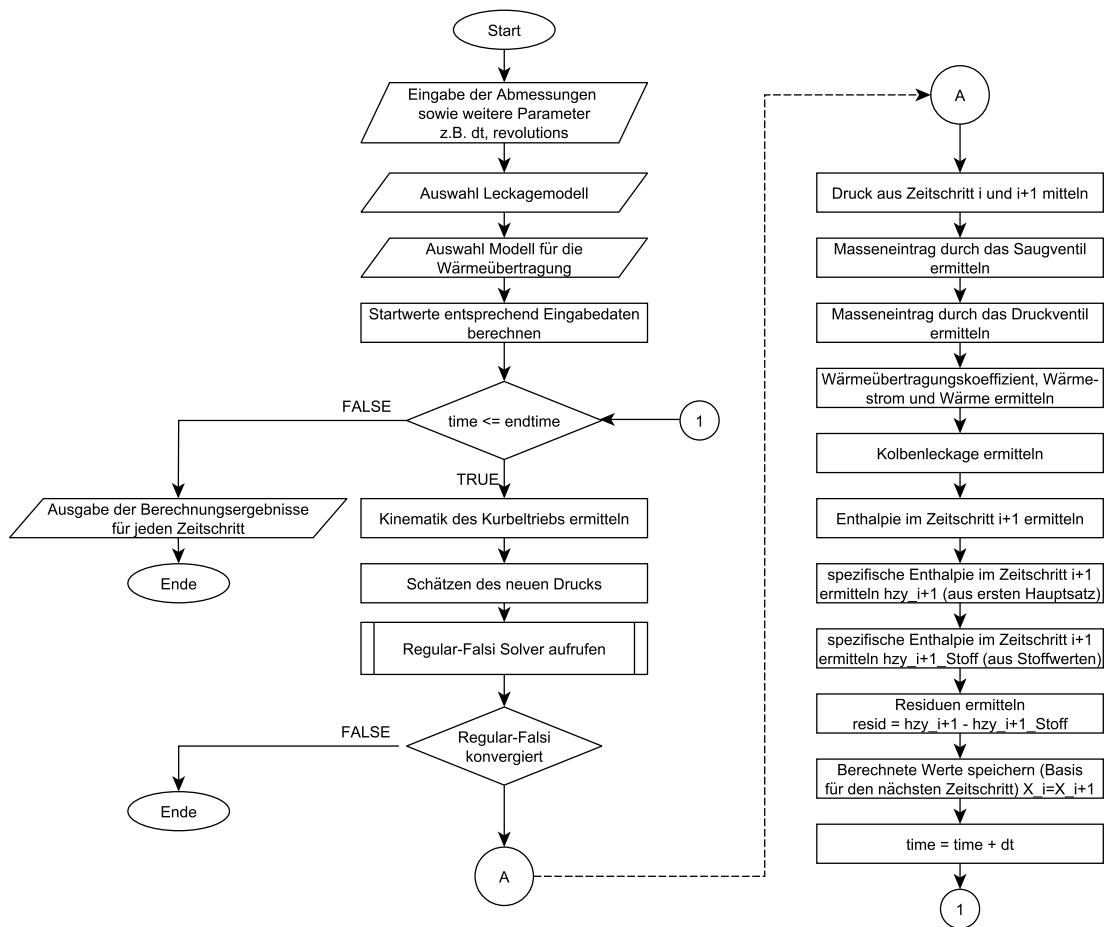 Start
Eingabe der Abmessungen
sowie weitere Parameter
z.B. dt, revolutions
Auswahl Leckagemodell
Auswahl Modell für die
Wärmeübertragung
Startwerte entsprechend Eingabedaten
berechnen
FALSE
time <= endtime
1
TRUE
Ausgabe der Berechnungsergebnisse
für jeden Zeitschritt
Ende
Kinematik des Kurbeltriebs ermitteln
Schätzen des neuen Drucks
Regular-Falsi Solver aufrufen
FALSE
Regular-Falsi
konvergiert
Ende
A
A
Druck aus Zeitschritt i und i+1 mitteln
Masseneintrag durch das Saugventil
ermitteln
Masseneintrag durch das Druckventil
ermitteln
Wärmeübertragungskoeffizient, Wärme-
strom und Wärme ermitteln
Kolbenleckage ermitteln
Enthalpie im Zeitschritt i+1 ermitteln
spezifische Enthalpie im Zeitschritt i+1
ermitteln hzy_i+1 (aus ersten Hauptsatz)
spezifische Enthalpie im Zeitschritt i+1
ermitteln hzy_i+1_Stoff (aus Stoffwerten)
Residuen ermitteln
resid = hzy_i+1 - hzy_i+1_Stoff
Berechnete Werte speichern (Basis
für den nächsten Zeitschritt) X_i=X_i+1
time = time + dt
1